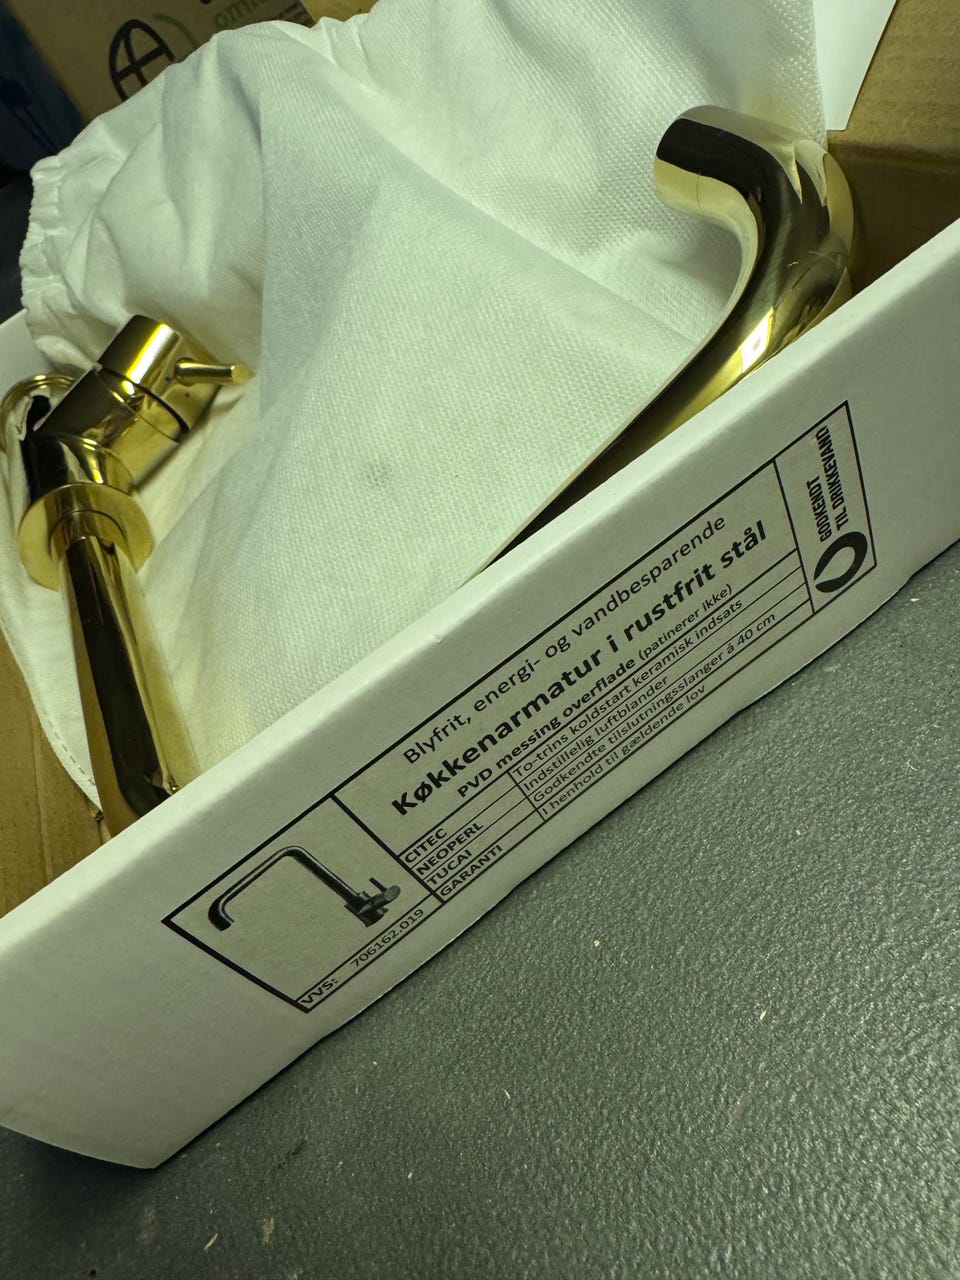 Blyfrit, energi- og vandbesparende
Køkkenarmatur i rustfrit stål
PVD messing overflade (patinerer ikke)
CITEC To-trins koldstart keramisk indsats
NEOPERL Indstillelig luftblander
TUCAI Godkendte tilslutningsslanger á 40 cm
GARANTI I henhold til gældende lov
VVS: 706162.019
GODKENDT
TIL DRIKKEVAND